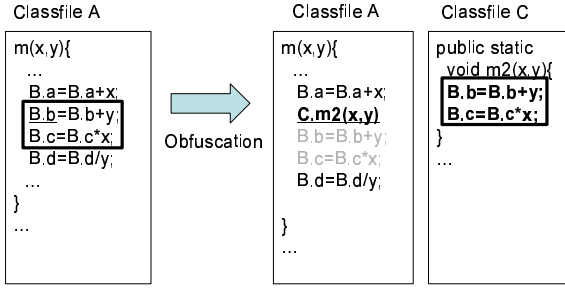 Classfile A
m(x,y){
...
B.a=B.a+x;
B.b=B.b+y;
B.c=B.c*x;
B.d=B.d/y;
...
}
...
Obfuscation
Classfile A
m(x,y){
...
B.a=B.a+x;
C.m2(x,y)
B.b=B.b+y;
B.c=B.c*x;
B.d=B.d/y;
}
...
Classfile C
public static
void m2(x,y){
B.b=B.b+y;
B.c=B.c*x;
}
...